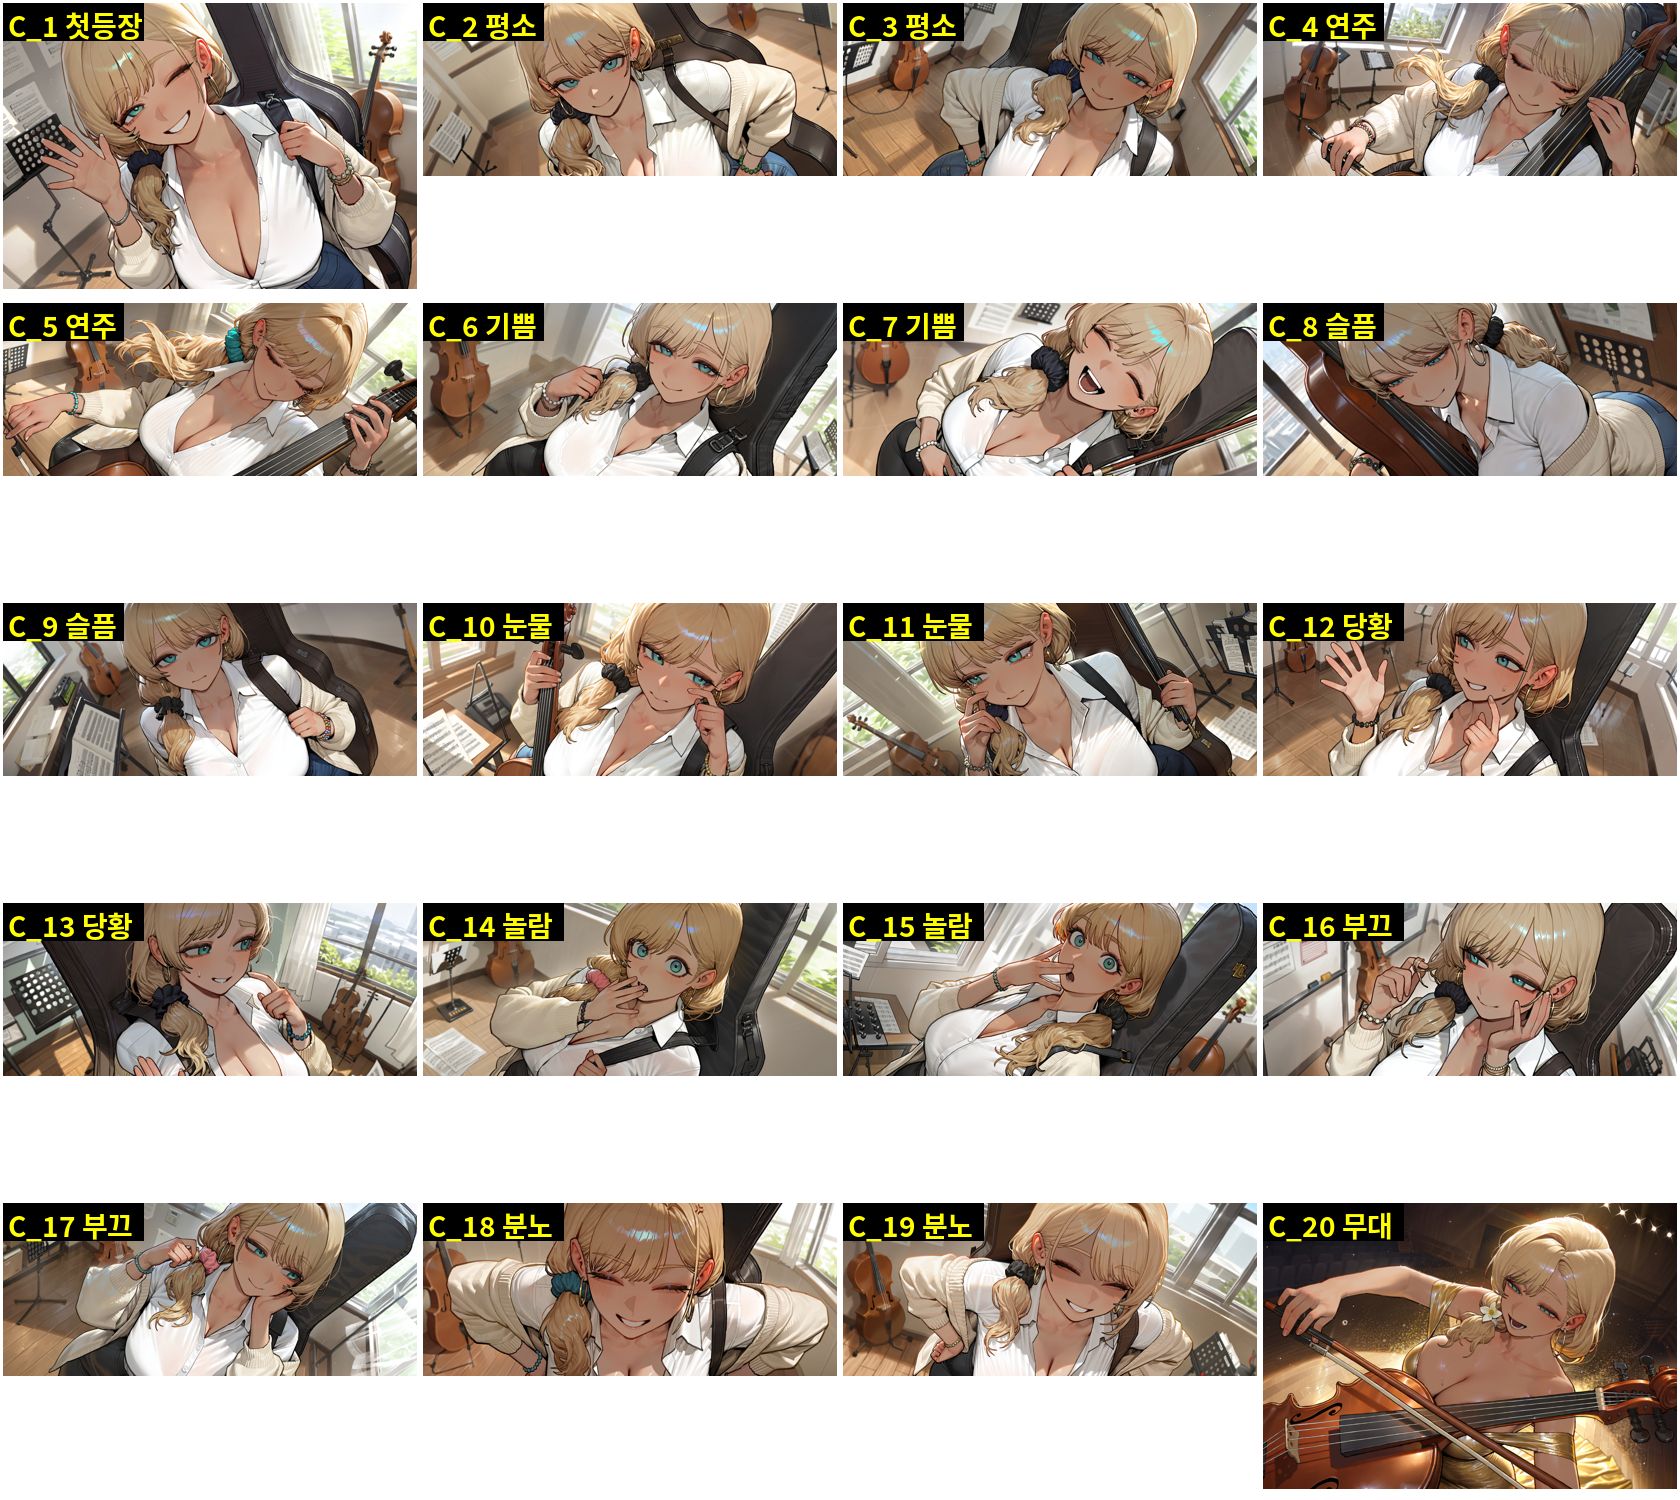 C_1 첫등장
C_2 평소
C_3 평소
C_4 연주
C_5 연주
C_6 기쁨
C_7 기쁨
C_8 슬픔
C_9 슬픔
C_10 눈물
C_11 눈물
C_12 당황
C_13 당황
C_14 놀람
C_15 놀람
C_16 부끄
C_17 부끄
C_18 분노
C_19 분노
C_20 무대